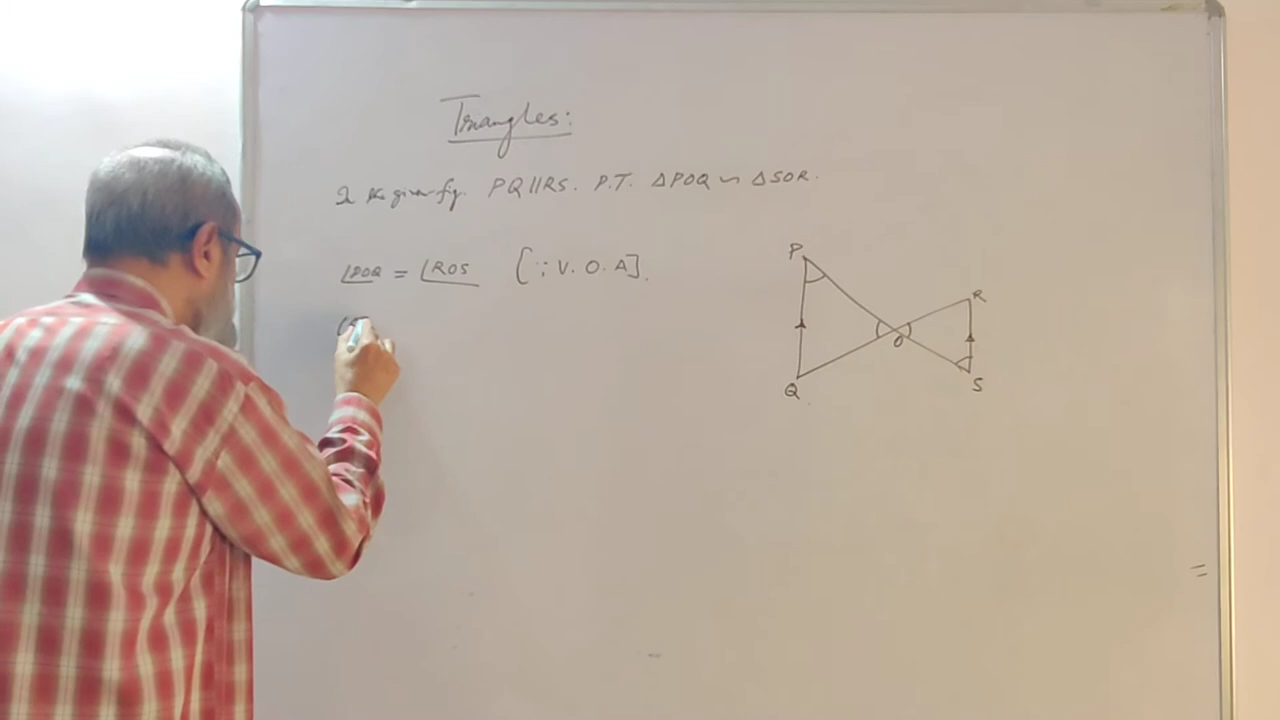 Triangles:
In the given fig. PQ||RS. P.T. ΔPOQ ~ ΔSOR.
∠POQ = ∠ROS [∵ V.O.A].
P
R
O
Q
S
=